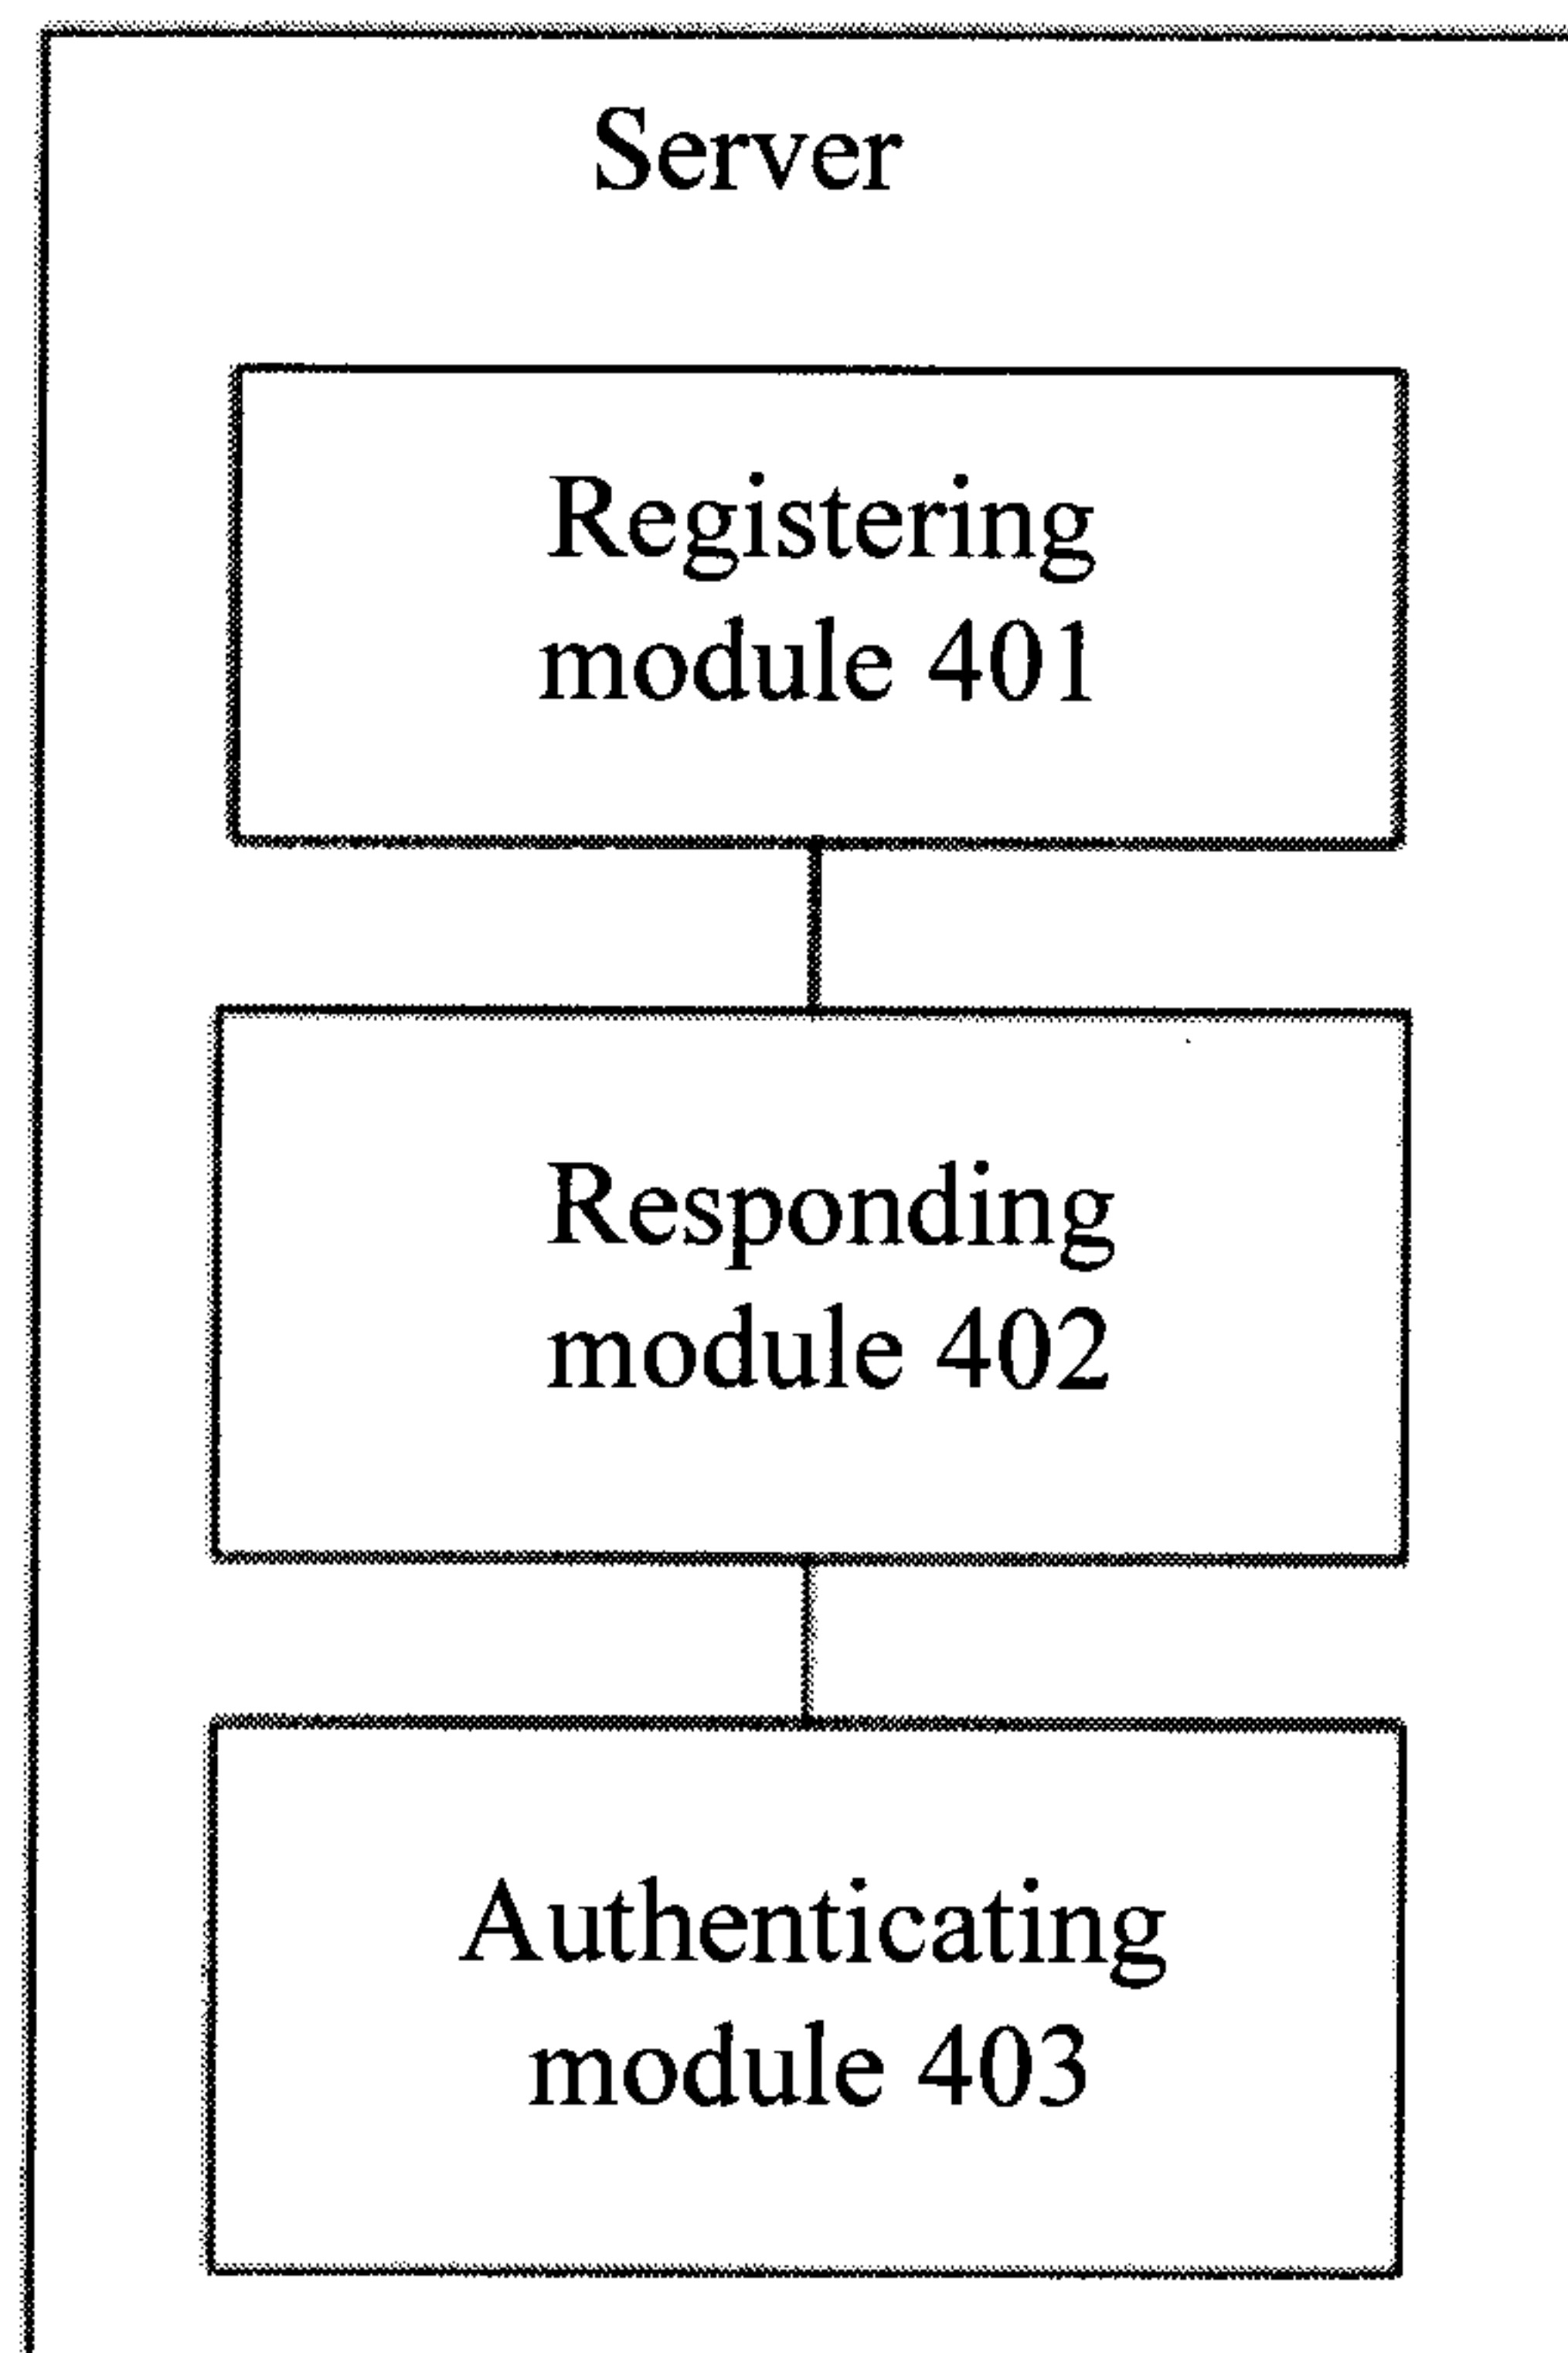 Server
Registering
module 401
Responding
module 402
Authenticating
module 403